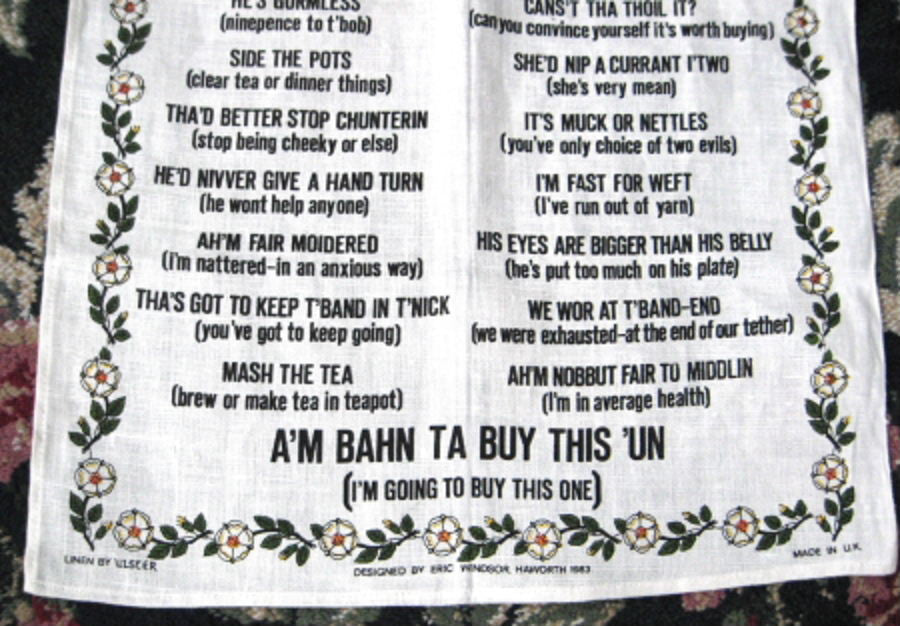 HE'S GORMLESS
(ninepence to t'bob)
SIDE THE POTS
(clear tea or dinner things)
THA'D BETTER STOP CHUNTERIN
(stop being cheeky or else)
HE'D NIVVER GIVE A HAND TURN
(he wont help anyone)
AH'M FAIR MOIDERED
(I'm nattered-in an anxious way)
THA'S GOT TO KEEP T'BAND IN T'NICK
(you've got to keep going)
MASH THE TEA
(brew or make tea in teapot)
CANS'T THA THOIL IT?
(can you convince yourself it's worth buying)
SHE'D NIP A CURRANT I'TWO
(she's very mean)
IT'S MUCK OR NETTLES
(you've only choice of two evils)
I'M FAST FOR WEFT
(I've run out of yarn)
HIS EYES ARE BIGGER THAN HIS BELLY
(he's put too much on his plate)
WE WOR AT T'BAND-END
(we were exhausted-at the end of our tether)
AH'M NOBBUT FAIR TO MIDDLIN
(I'm in average health)
A'M BAHN TA BUY THIS 'UN
(I'M GOING TO BUY THIS ONE)
LINEN BY ULSTER
DESIGNED BY ERIC WINDSOR, HAWORTH 1983
MADE IN U.K.